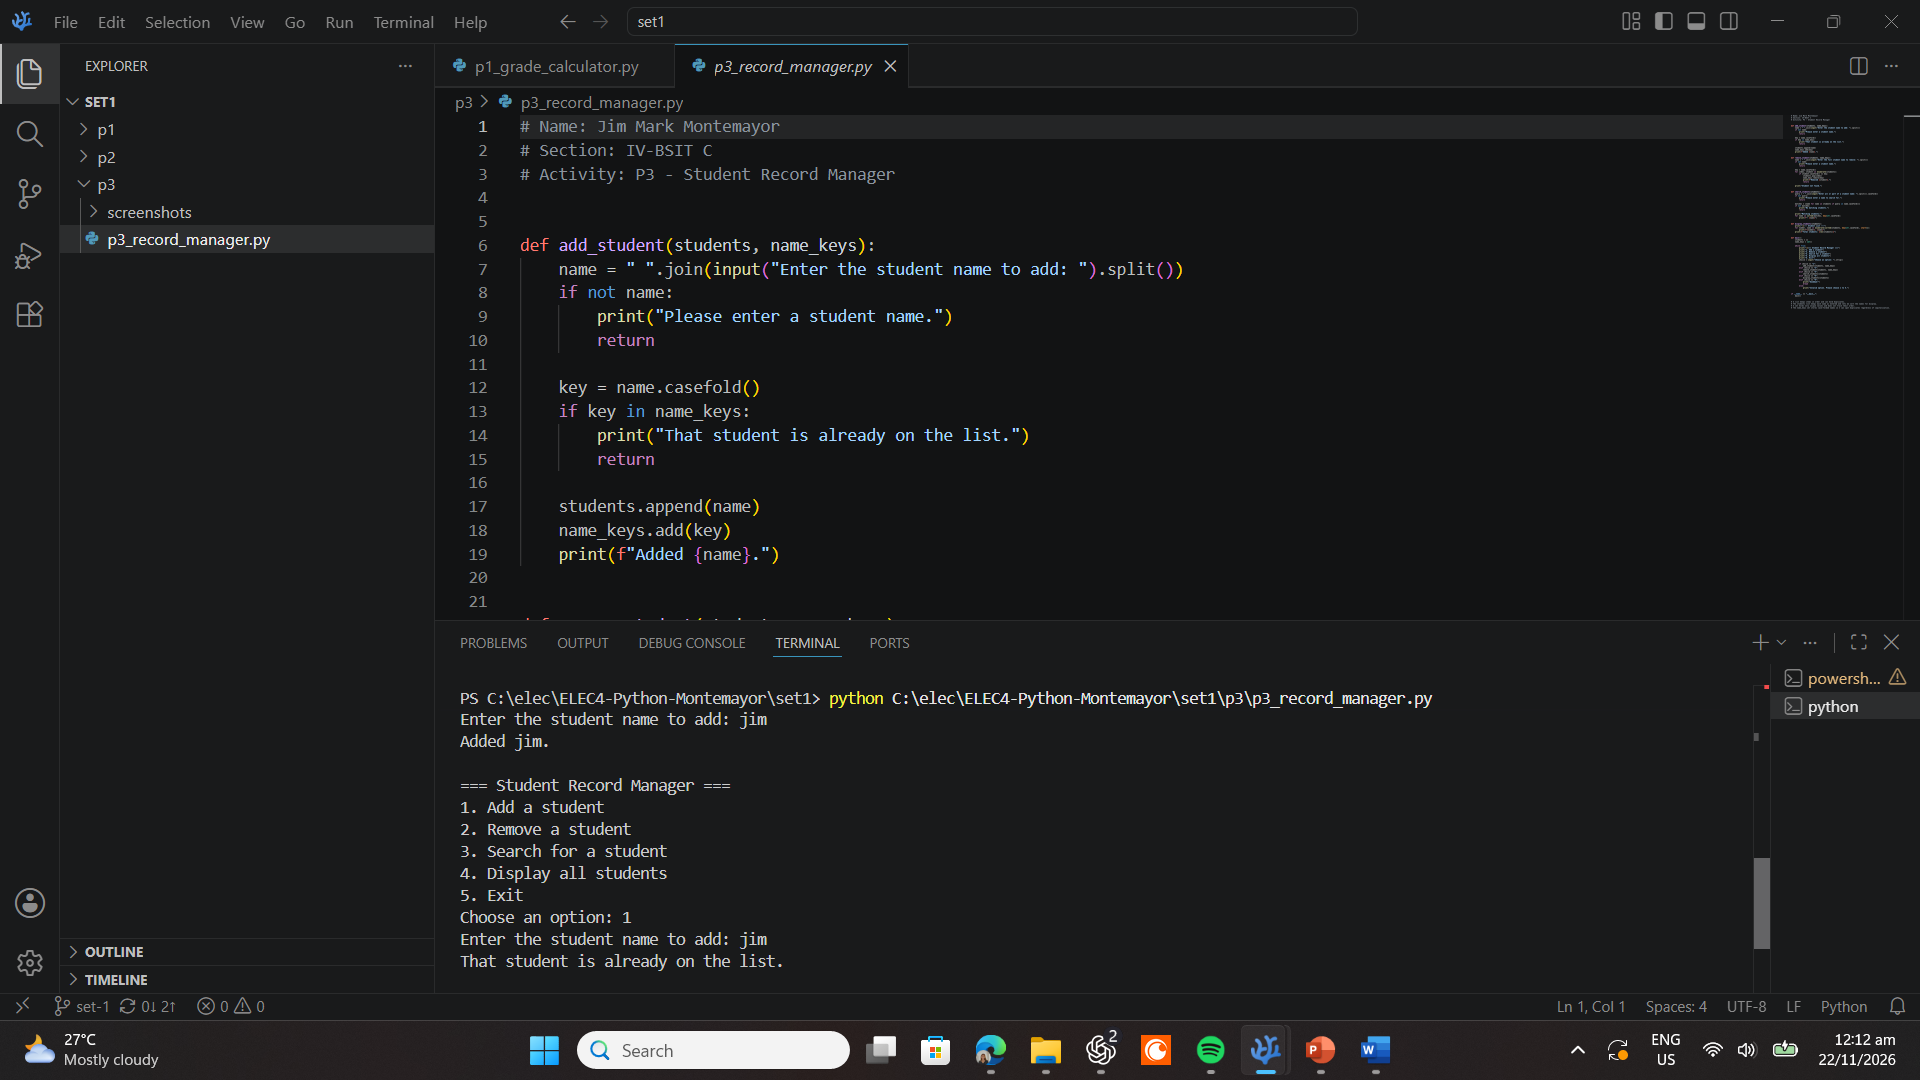 File Edit Selection View Go Run Terminal Help
set1
EXPLORER
SET1
p1
p2
p3
screenshots
p3_record_manager.py
OUTLINE
TIMELINE
p1_grade_calculator.py
p3_record_manager.py
p3 > p3_record_manager.py
1 # Name: Jim Mark Montemayor
2 # Section: IV-BSIT C
3 # Activity: P3 - Student Record Manager
4
5
6 def add_student(students, name_keys):
7 name = " ".join(input("Enter the student name to add: ").split())
8 if not name:
9 print("Please enter a student name.")
10 return
11
12 key = name.casefold()
13 if key in name_keys:
14 print("That student is already on the list.")
15 return
16
17 students.append(name)
18 name_keys.add(key)
19 print(f"Added {name}.")
20
21
PROBLEMS OUTPUT DEBUG CONSOLE TERMINAL PORTS
PS C:\elec\ELEC4-Python-Montemayor\set1> python C:\elec\ELEC4-Python-Montemayor\set1\p3\p3_record_manager.py
Enter the student name to add: jim
Added jim.
=== Student Record Manager ===
1. Add a student
2. Remove a student
3. Search for a student
4. Display all students
5. Exit
Choose an option: 1
Enter the student name to add: jim
That student is already on the list.
powersh...
python
set-1 0↓ 2↑ 0 0
Ln 1, Col 1 Spaces: 4 UTF-8 LF Python
27°C
Mostly cloudy
Search
2
ENG
US
12:12 am
22/11/2026